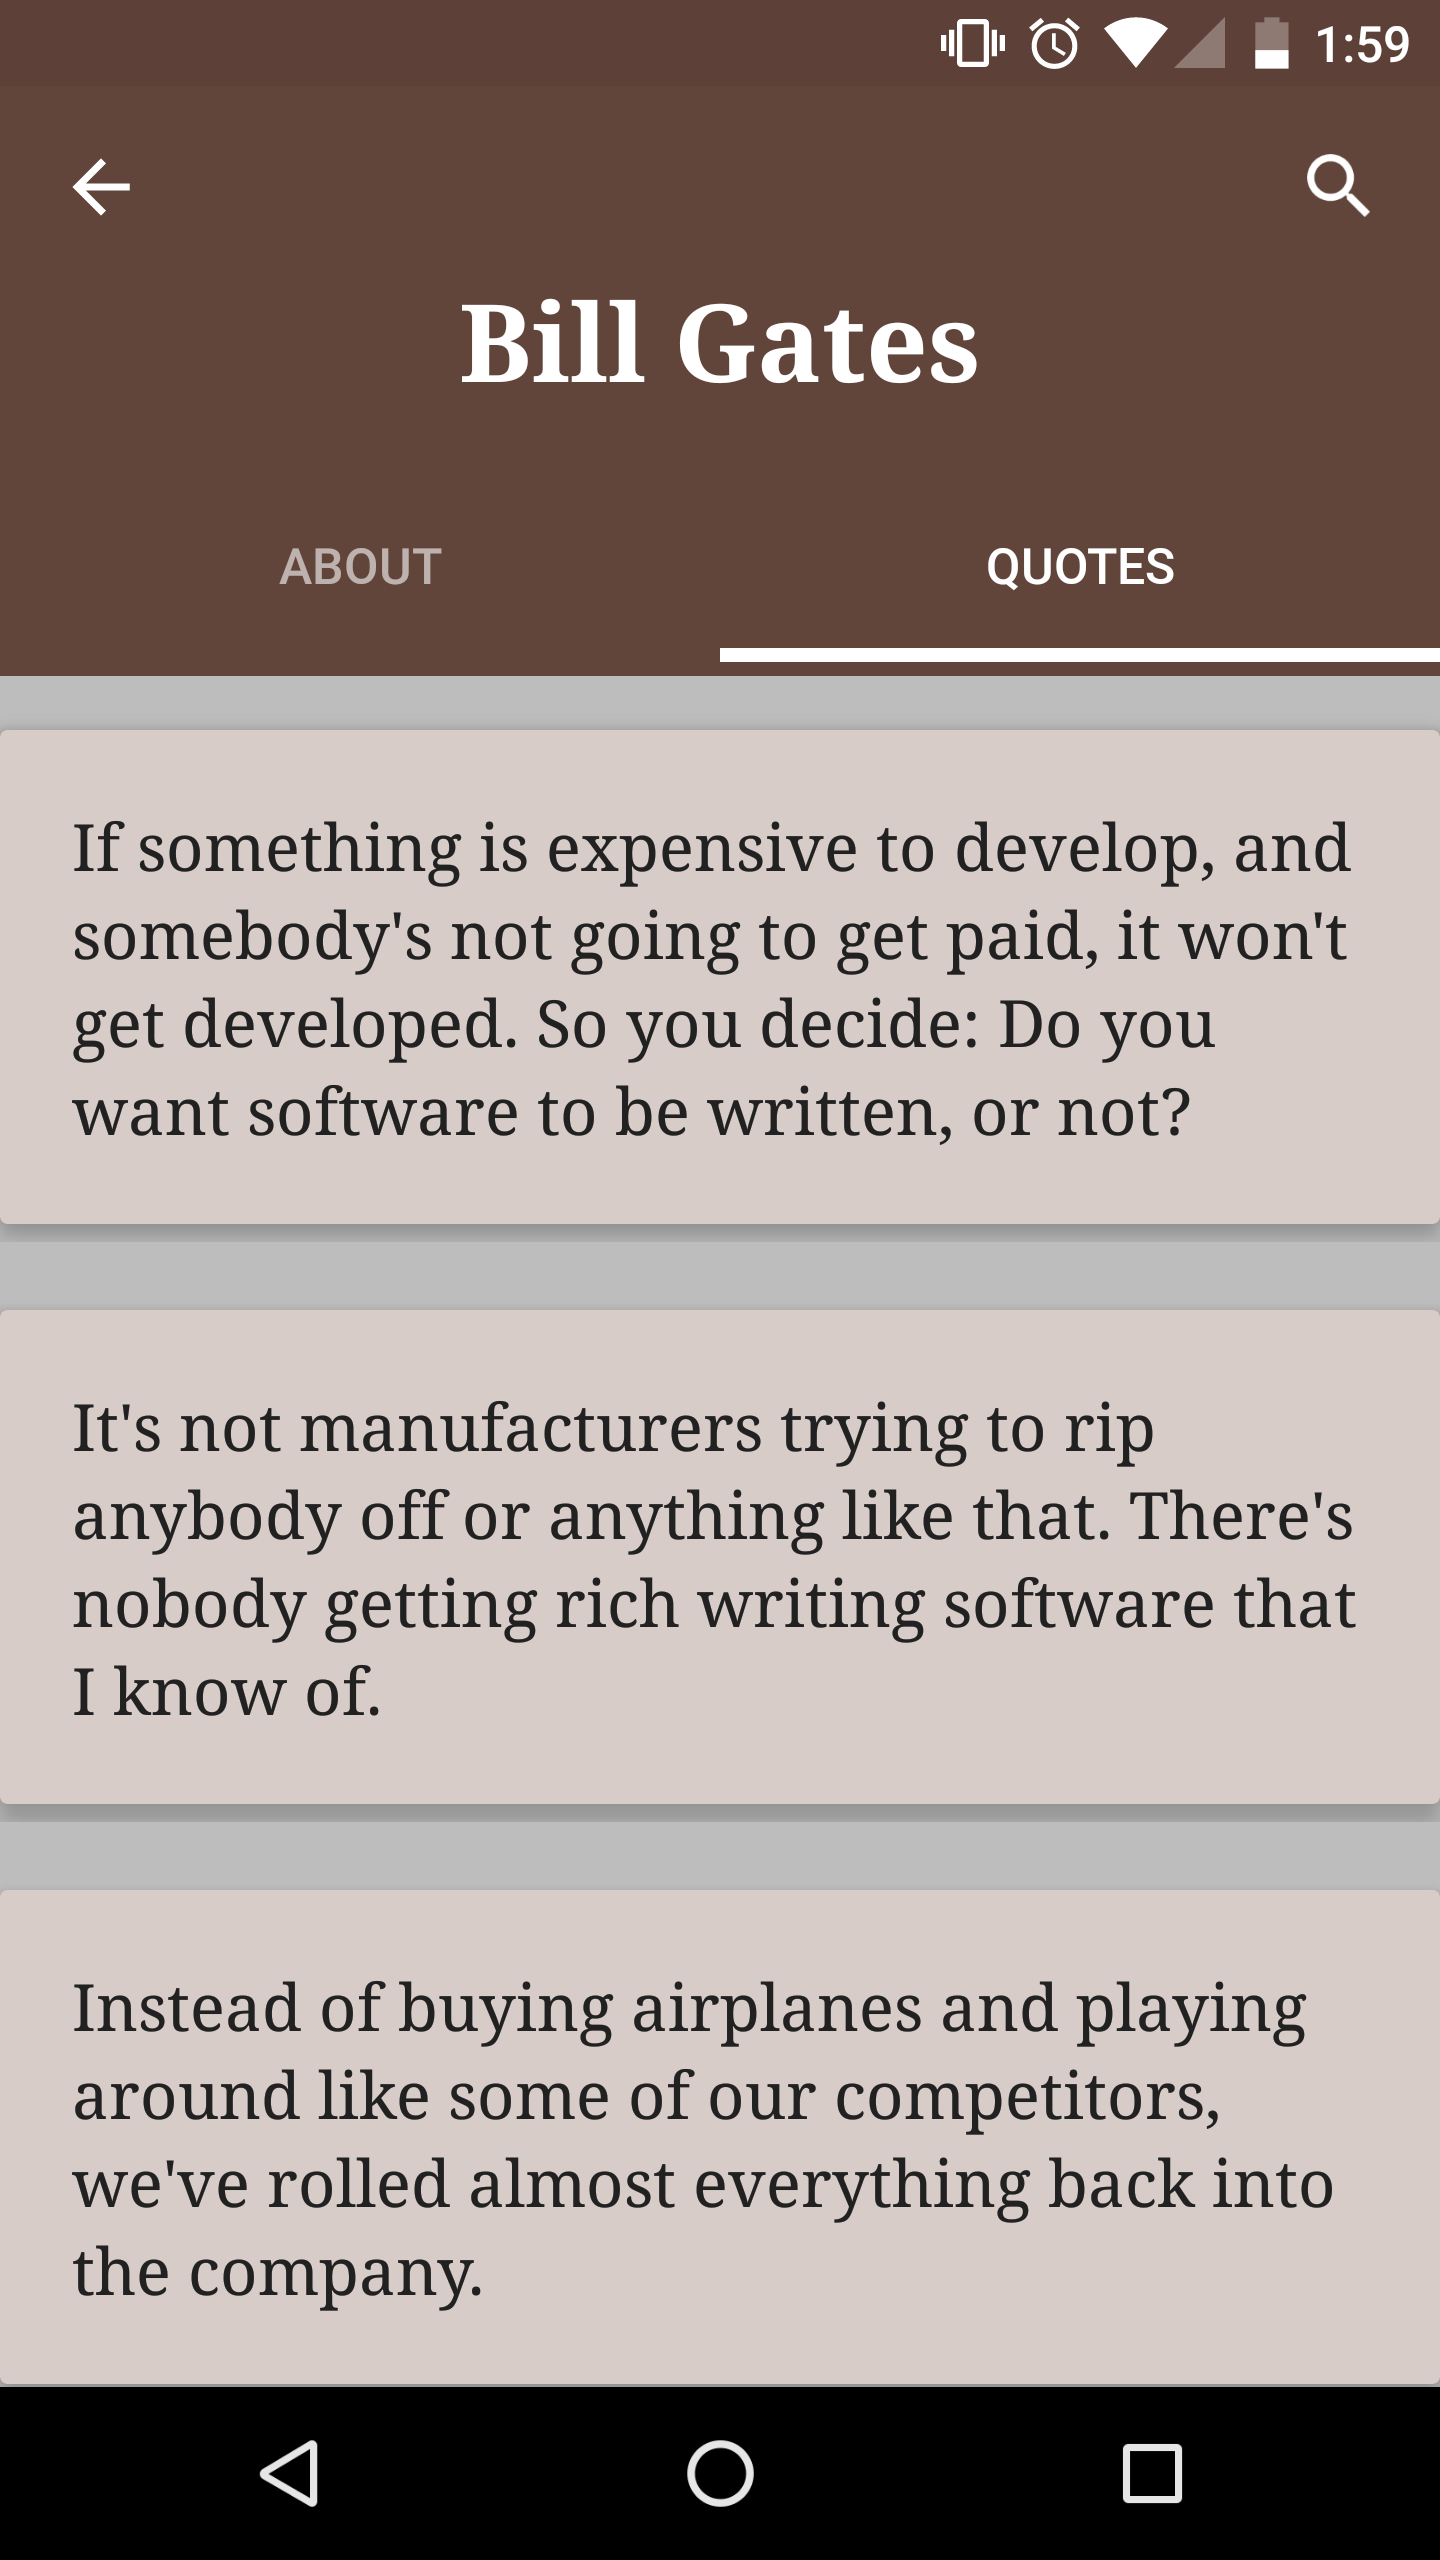 1:59
Bill Gates
ABOUT
QUOTES
If something is expensive to develop, and
somebody's not going to get paid, it won't
get developed. So you decide: Do you
want software to be written, or not?
It's not manufacturers trying to rip
anybody off or anything like that. There's
nobody getting rich writing software that
I know of.
Instead of buying airplanes and playing
around like some of our competitors,
we've rolled almost everything back into
the company.